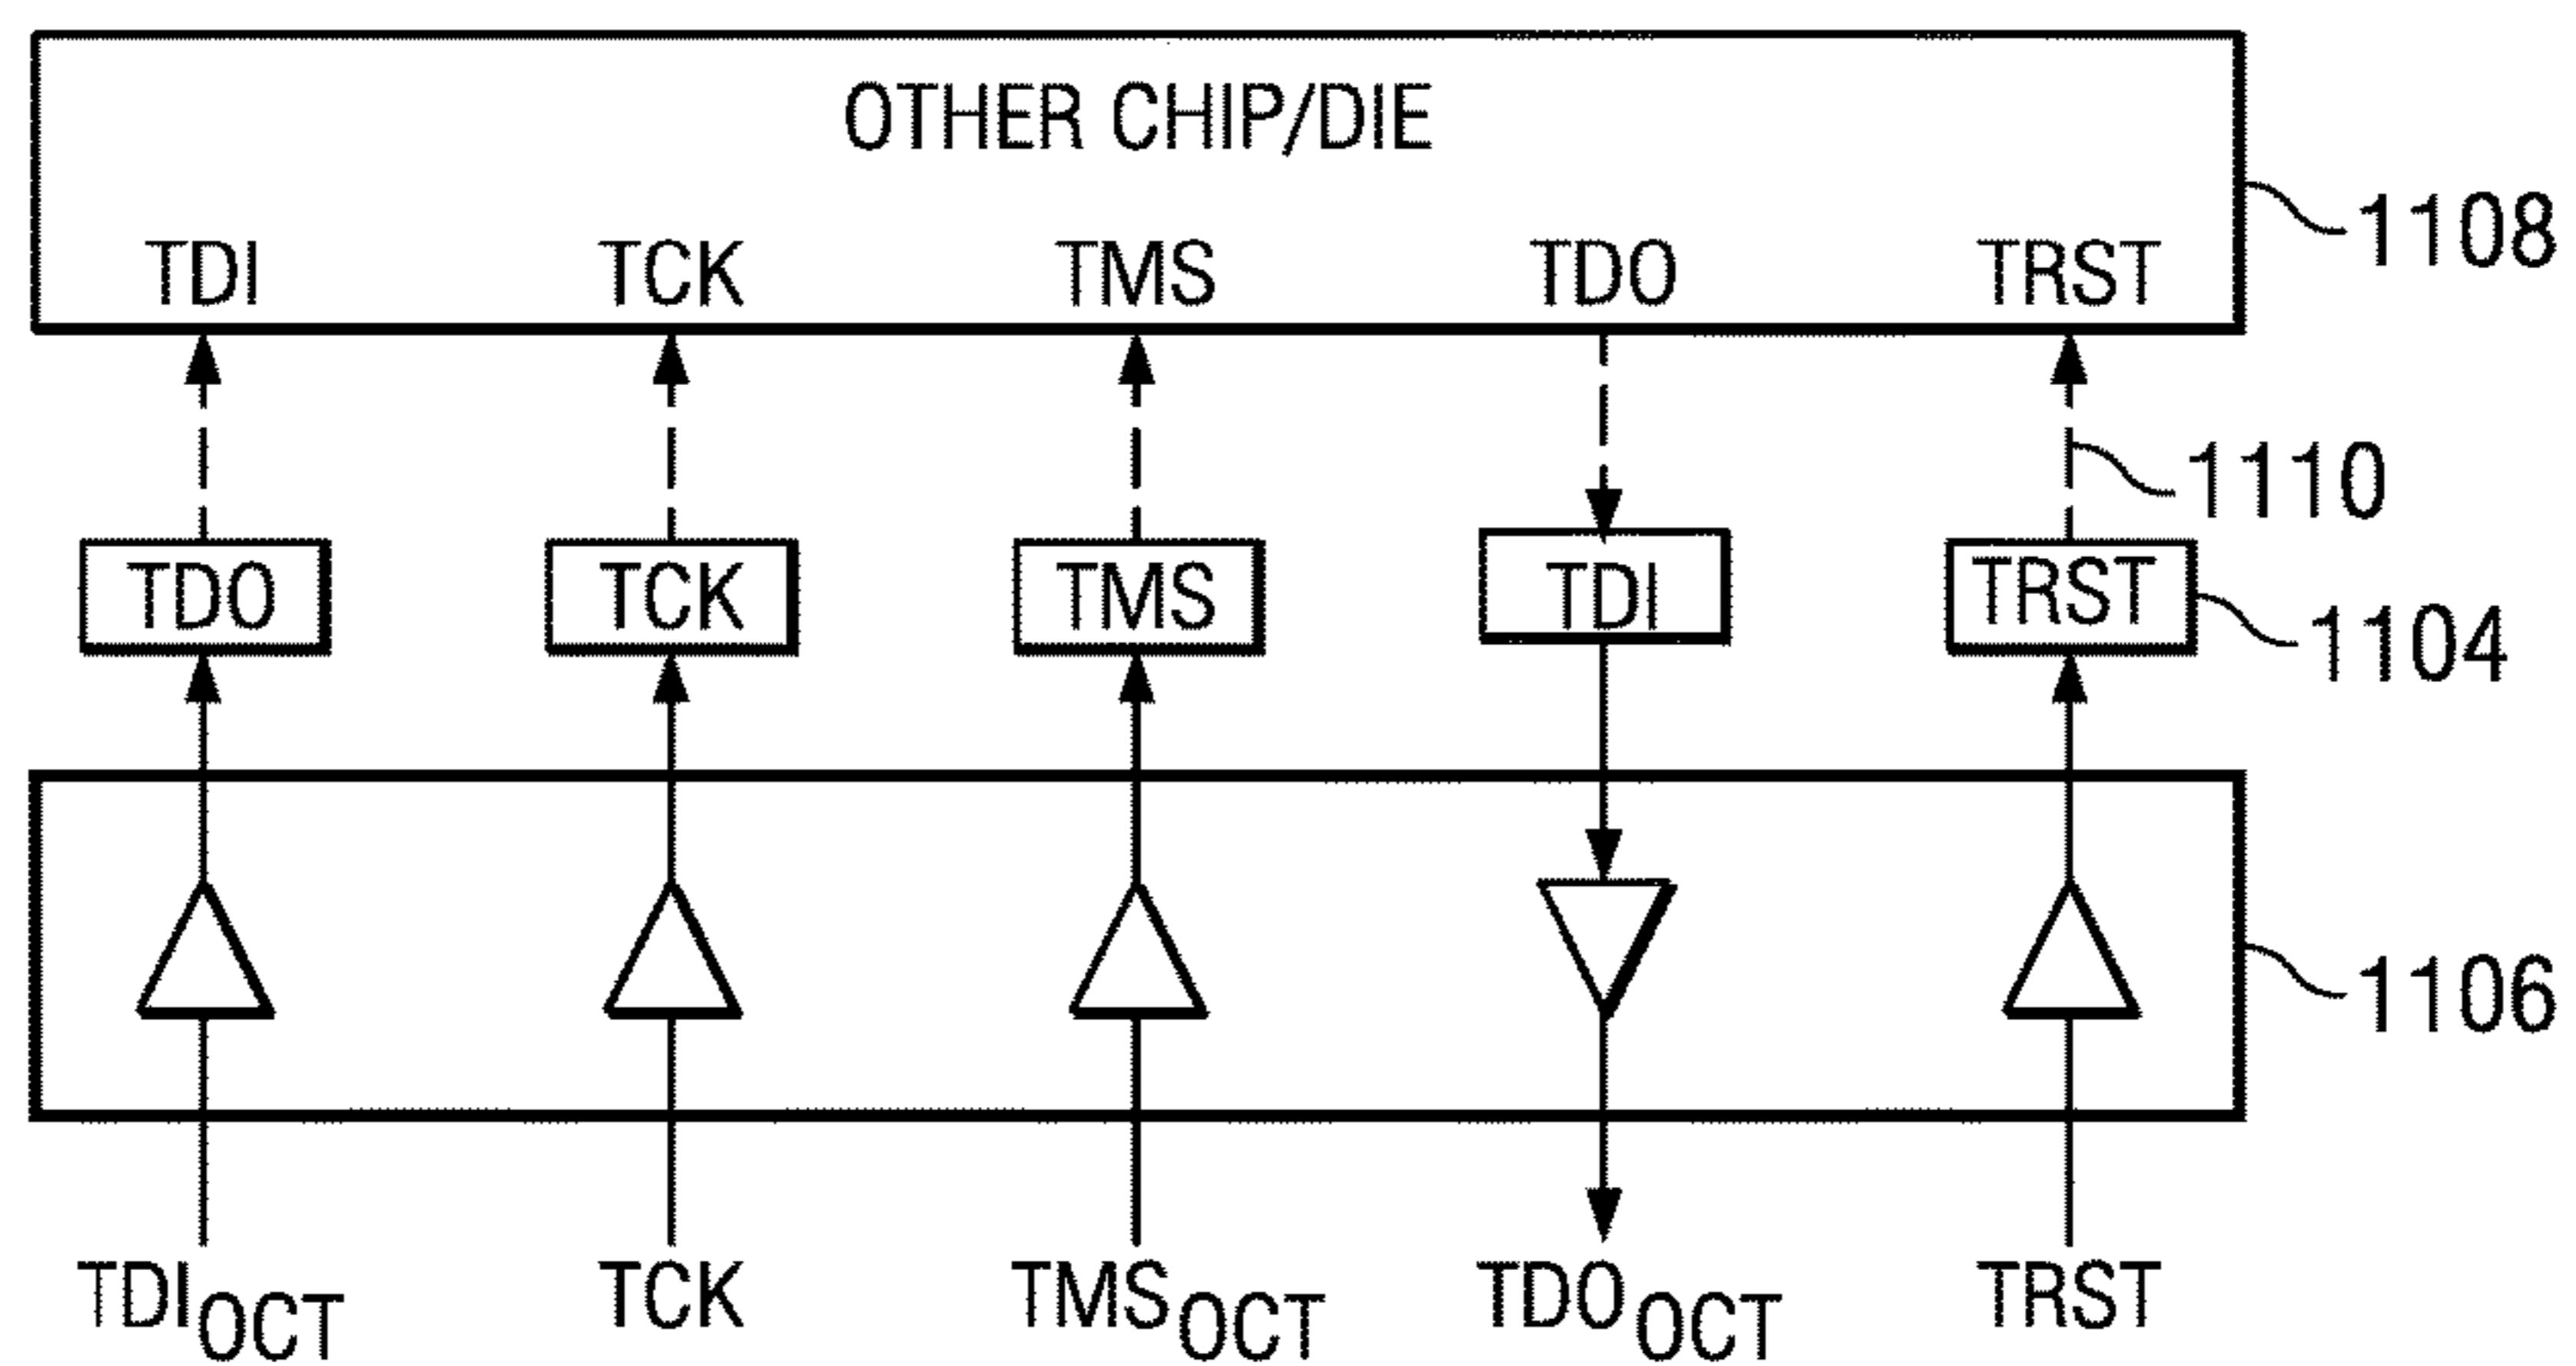 OTHER CHIP/DIE
TDI TCK TMS TDO TRST
1108
1110
TDO TCK TMS TDI TRST
1104
1106
TDIOCT TCK TMSOCT TDOOCT TRST